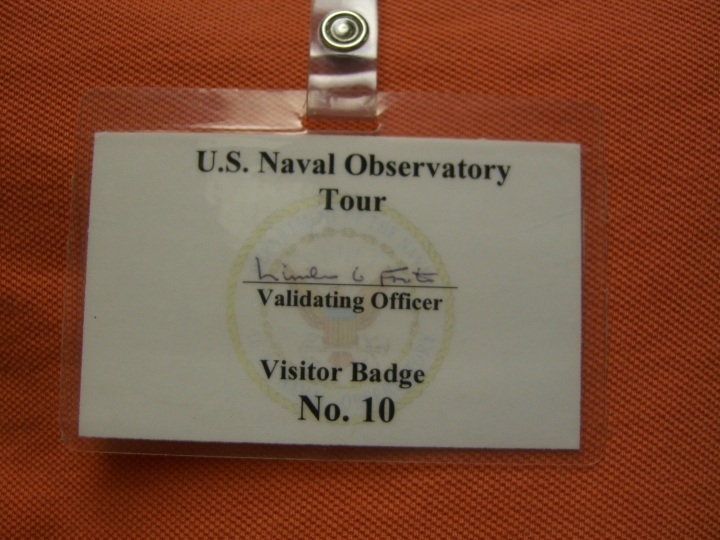 U.S. Naval Observatory
Tour
Validating Officer
Visitor Badge
No. 10